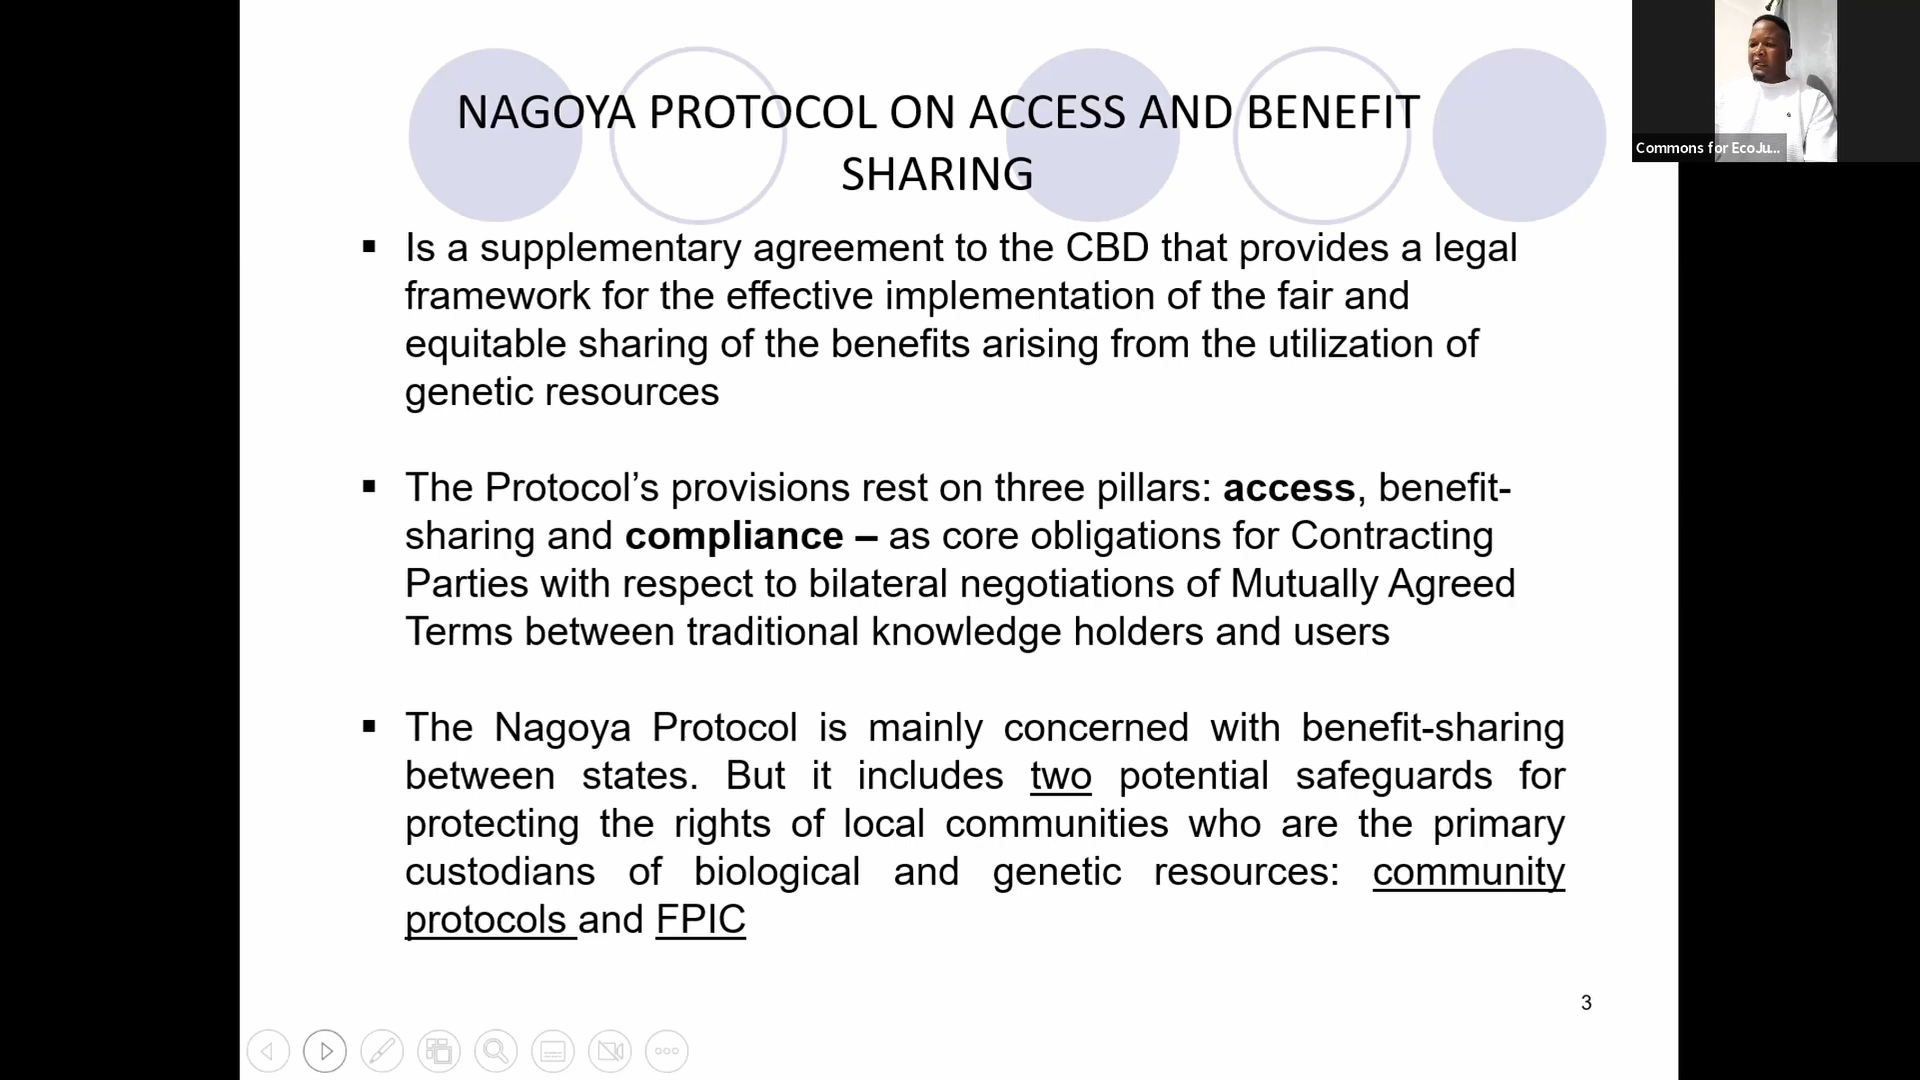 NAGOYA PROTOCOL ON ACCESS AND BENEFIT
SHARING
Commons for EcoJu...
▪ Is a supplementary agreement to the CBD that provides a legal
framework for the effective implementation of the fair and
equitable sharing of the benefits arising from the utilization of
genetic resources
▪ The Protocol’s provisions rest on three pillars: access, benefit-
sharing and compliance – as core obligations for Contracting
Parties with respect to bilateral negotiations of Mutually Agreed
Terms between traditional knowledge holders and users
▪ The Nagoya Protocol is mainly concerned with benefit-sharing
between states. But it includes two potential safeguards for
protecting the rights of local communities who are the primary
custodians of biological and genetic resources: community
protocols and FPIC
3